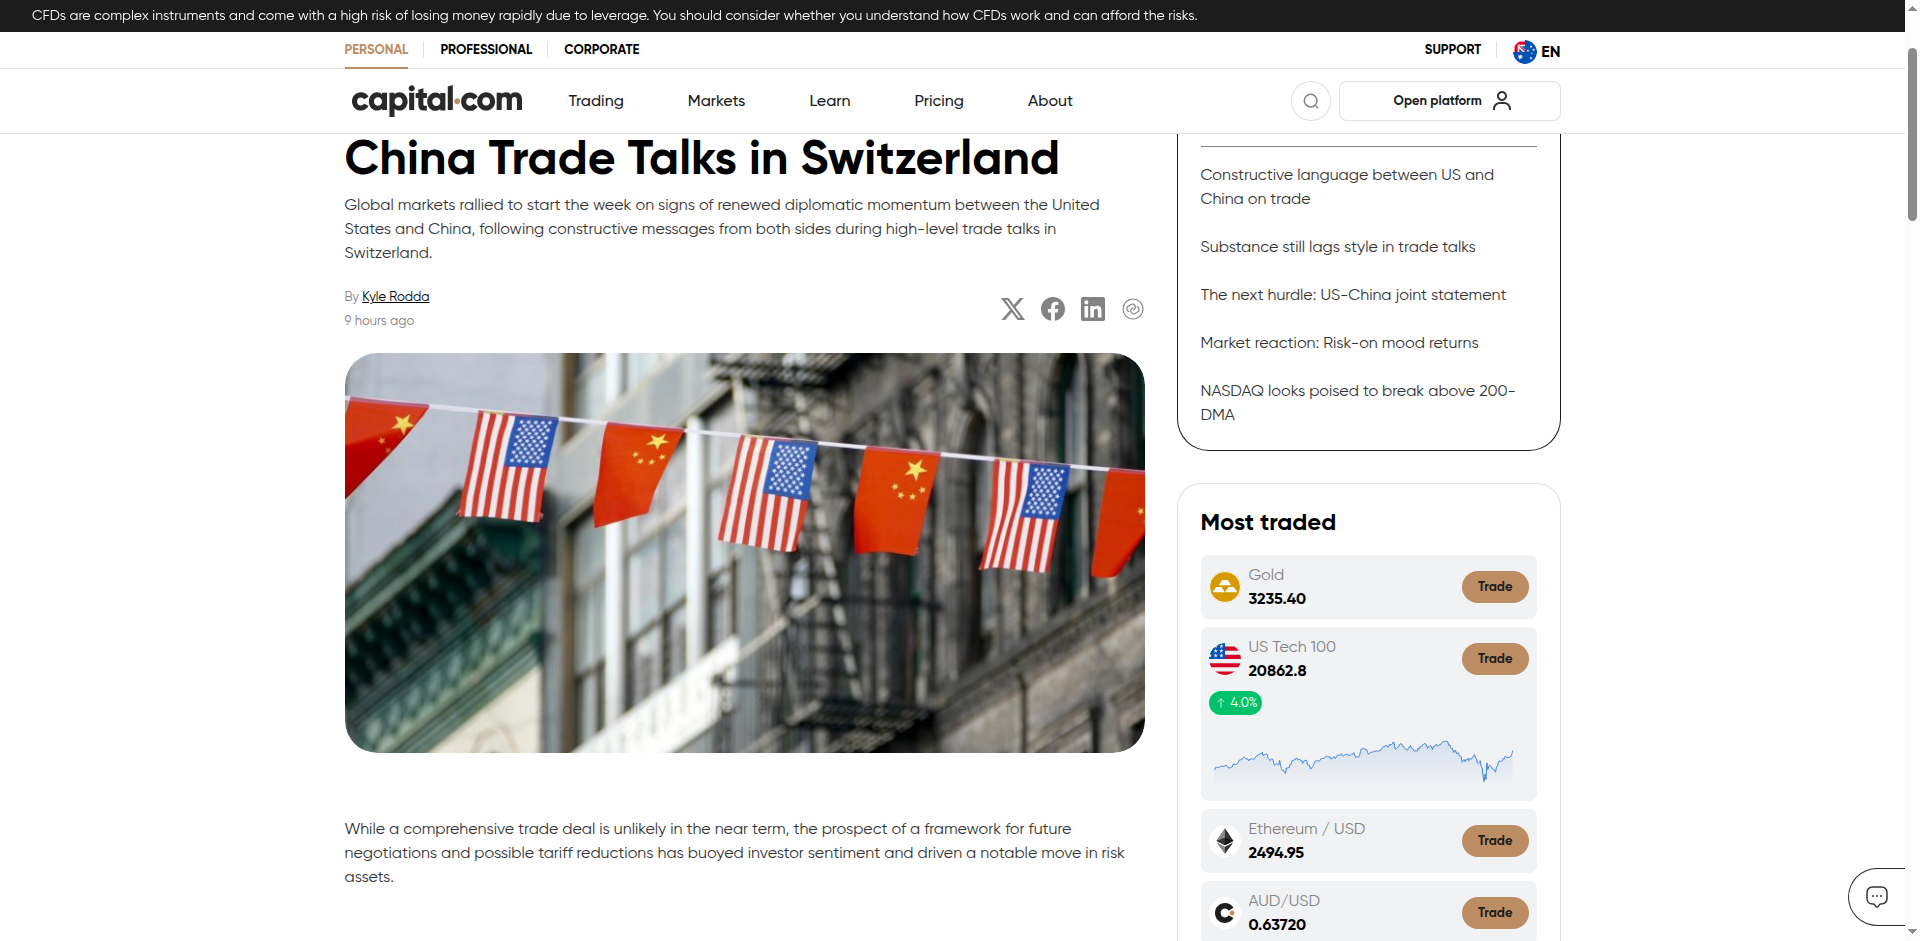 CFDs are complex instruments and come with a high risk of losing money rapidly due to leverage. You should consider whether you understand how CFDs work and can afford the risks.
PERSONAL
PROFESSIONAL
CORPORATE
SUPPORT
EN
capital.com
Trading
Markets
Learn
Pricing
About
Open platform
China Trade Talks in Switzerland
Global markets rallied to start the week on signs of renewed diplomatic momentum between the United
States and China, following constructive messages from both sides during high-level trade talks in
Switzerland.
By Kyle Rodda
9 hours ago
While a comprehensive trade deal is unlikely in the near term, the prospect of a framework for future
negotiations and possible tariff reductions has buoyed investor sentiment and driven a notable move in risk
assets.
Constructive language between US and
China on trade
Substance still lags style in trade talks
The next hurdle: US-China joint statement
Market reaction: Risk-on mood returns
NASDAQ looks poised to break above 200-
DMA
Most traded
Gold
3235.40
Trade
US Tech 100
20862.8
Trade
↑ 4.0%
Ethereum / USD
2494.95
Trade
AUD/USD
0.63720
Trade